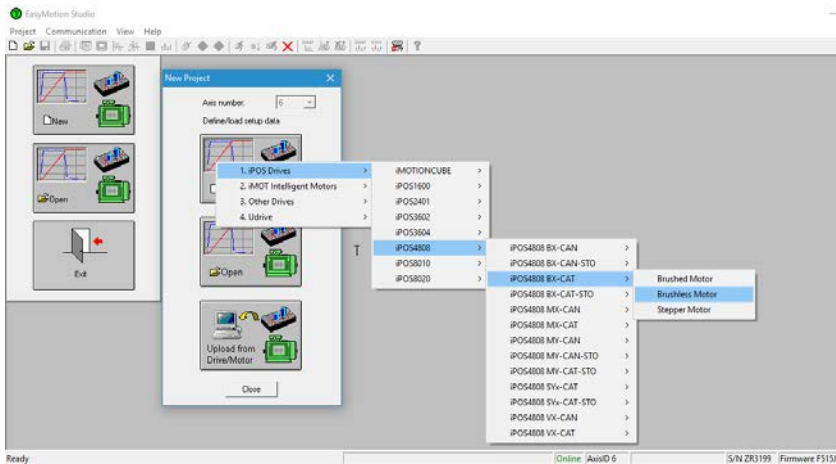 EasyMotion Studio
Project Communication View Help
New
Open
Exit
New Project
Axis number: 6
Define/load setup data
Open
Upload from
Drive/Motor
Close
1. iPOS Drives
2. iMOT Intelligent Motors
3. Other Drives
4. Udrive
iMOTIONCUBE
iPOS1600
iPOS2401
iPOS3602
iPOS3604
iPOS4808
iPOS8010
iPOS8020
iPOS4808 BX-CAN
iPOS4808 BX-CAN-STO
iPOS4808 BX-CAT
iPOS4808 BX-CAT-STO
iPOS4808 MX-CAN
iPOS4808 MX-CAT
iPOS4808 MY-CAN
iPOS4808 MY-CAN-STO
iPOS4808 MY-CAT-STO
iPOS4808 SYx-CAT
iPOS4808 SYx-CAT-STO
iPOS4808 VX-CAN
iPOS4808 VX-CAT
Brushed Motor
Brushless Motor
Stepper Motor
T
Ready Online AxisID 6 S/N ZR3199 Firmware F515